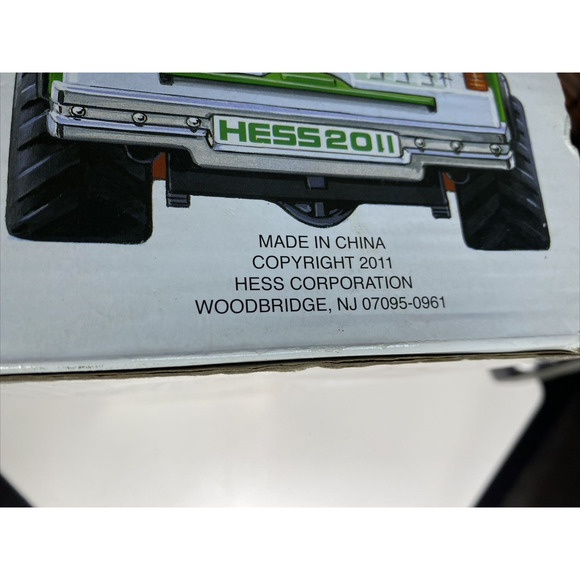 HESS2011
MADE IN CHINA
COPYRIGHT 2011
HESS CORPORATION
WOODBRIDGE, NJ 07095-0961